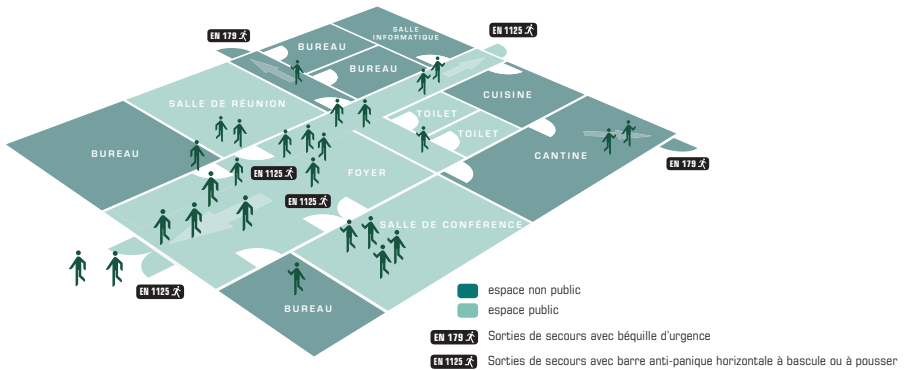 EN 179
EN 1125
SALLE
INFORMATIQUE
BUREAU
BUREAU
CUISINE
SALLE DE RÉUNION
TOILET
TOILET
BUREAU
CANTINE
EN 179
EN 1125
FOYER
EN 1125
SALLE DE CONFÉRENCE
EN 1125
BUREAU
espace non public
espace public
EN 179 Sorties de secours avec béquille d'urgence
EN 1125 Sorties de secours avec barre anti-panique horizontale à bascule ou à pousser